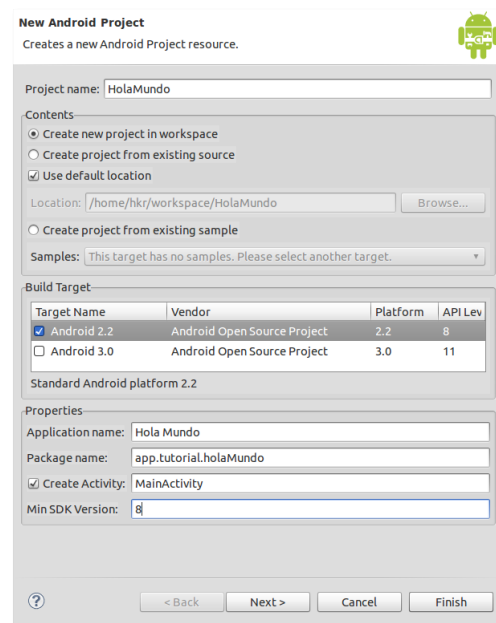 New Android Project
Creates a new Android Project resource.
Project name: HolaMundo
Contents
Create new project in workspace
Create project from existing source
Use default location
Location: /home/hkr/workspace/HolaMundo Browse...
Create project from existing sample
Samples: This target has no samples. Please select another target.
Build Target
Target Name Vendor Platform API Lev
Android 2.2 Android Open Source Project 2.2 8
Android 3.0 Android Open Source Project 3.0 11
Standard Android platform 2.2
Properties
Application name: Hola Mundo
Package name: app.tutorial.holaMundo
Create Activity: MainActivity
Min SDK Version: 8
? < Back Next > Cancel Finish